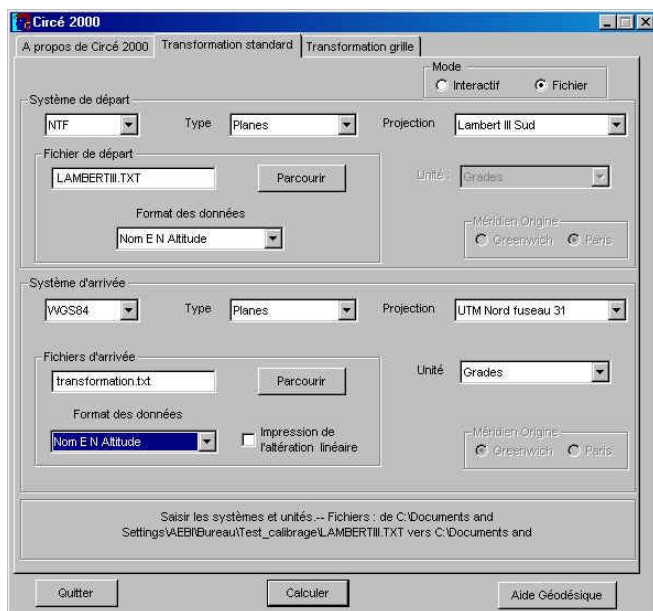 Circé 2000
A propos de Circé 2000 Transformation standard Transformation grille
Mode
Interactif Fichier
Système de départ
NTF Type Planes Projection Lambert III Sud
Fichier de départ
LAMBERTIII.TXT Parcourir Unité : Grades
Format des données
Nom E N Altitude
Méridien Origine
Greenwich Paris
Système d'arrivée
WGS84 Type Planes Projection UTM Nord fuseau 31
Fichiers d'arrivée
transformation.txt Parcourir Unité Grades
Format des données
Nom E N Altitude
Impression de
l'altération linéaire
Méridien Origine
Greenwich Paris
Saisir les systèmes et unités.-- Fichiers : de C:\Documents and
Settings\AEBI\Bureau\Test_calibrage\LAMBERTIII.TXT vers C:\Documents and
Quitter Calculer Aide Géodésique